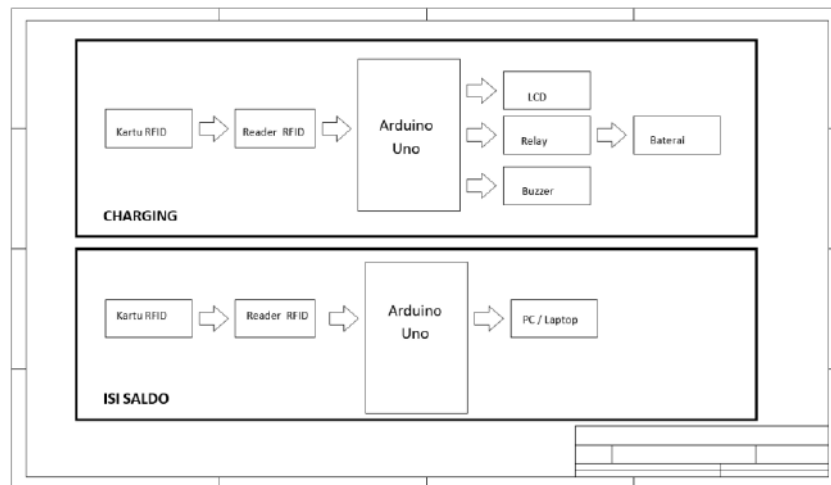 Kartu RFID
Reader RFID
Arduino
Uno
LCD
Relay
Buzzer
Baterai
CHARGING
Kartu RFID
Reader RFID
Arduino
Uno
PC / Laptop
ISI SALDO